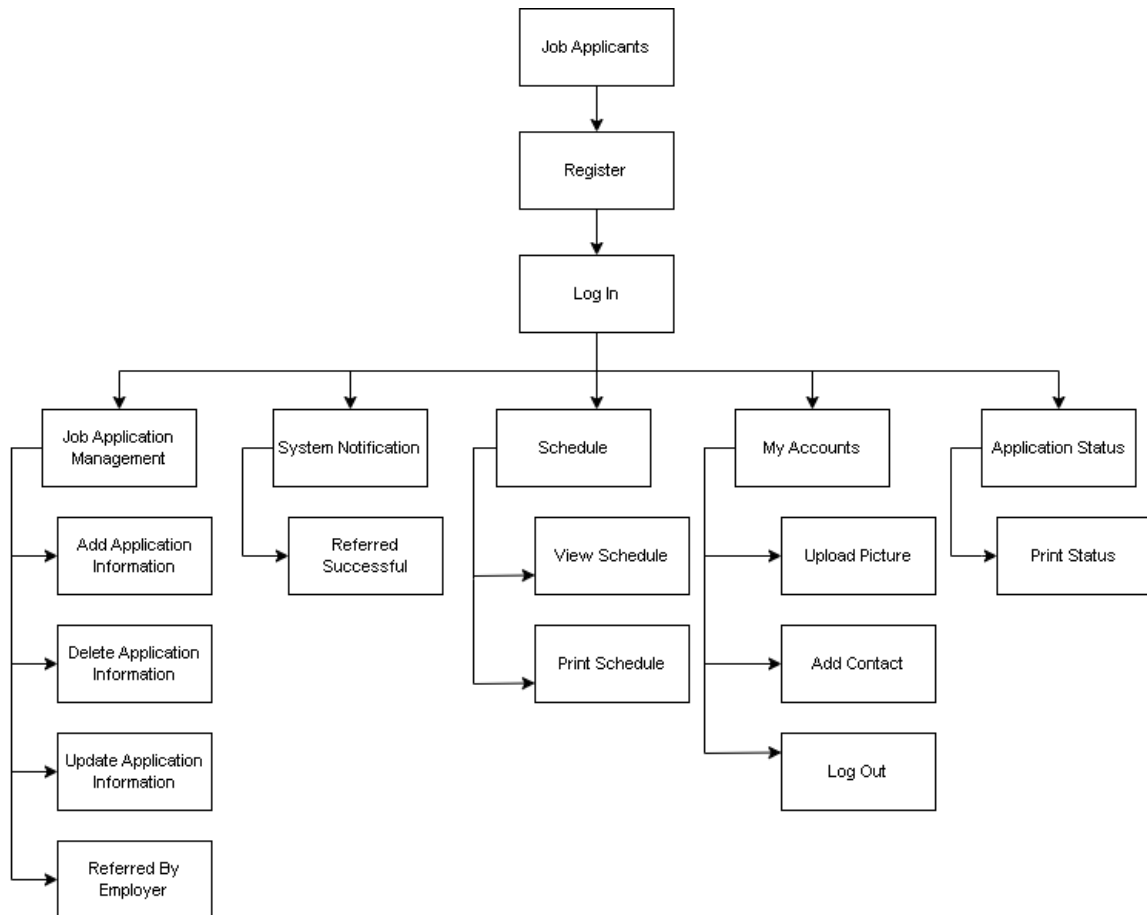 Job Applicants
Register
Log In
Job Application
Management
System Notification
Schedule
My Accounts
Application Status
Add Application
Information
Referred
Successful
View Schedule
Upload Picture
Print Status
Delete Application
Information
Print Schedule
Add Contact
Update Application
Information
Log Out
Referred By
Employer